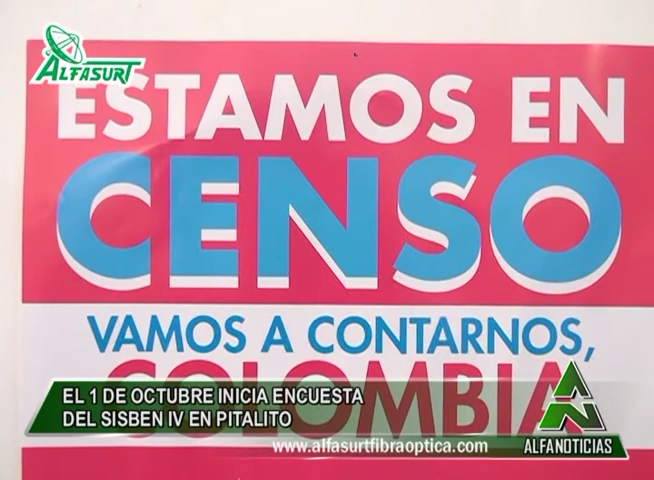 ALFASURT
ESTAMOS EN
CENSO
VAMOS A CONTARNOS,
COLOMBIA
EL 1 DE OCTUBRE INICIA ENCUESTA
DEL SISBEN IV EN PITALITO
www.alfasurtfibraoptica.com
AN
ALFANOTICIAS